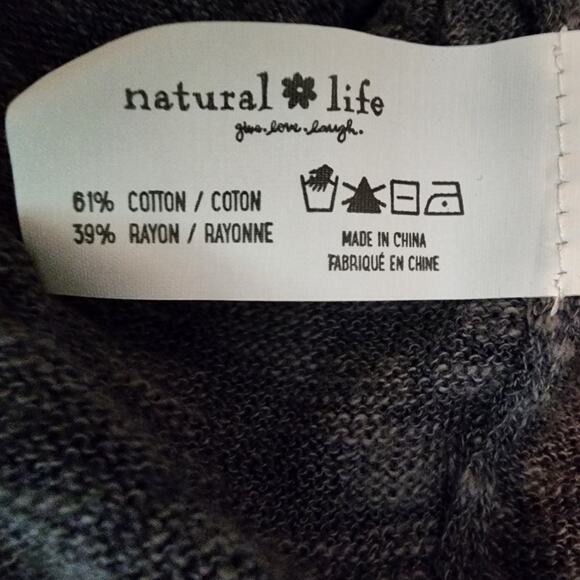 natural life
give. love. laugh.
61% COTTON / COTON
39% RAYON / RAYONNE
MADE IN CHINA
FABRIQUÉ EN CHINE